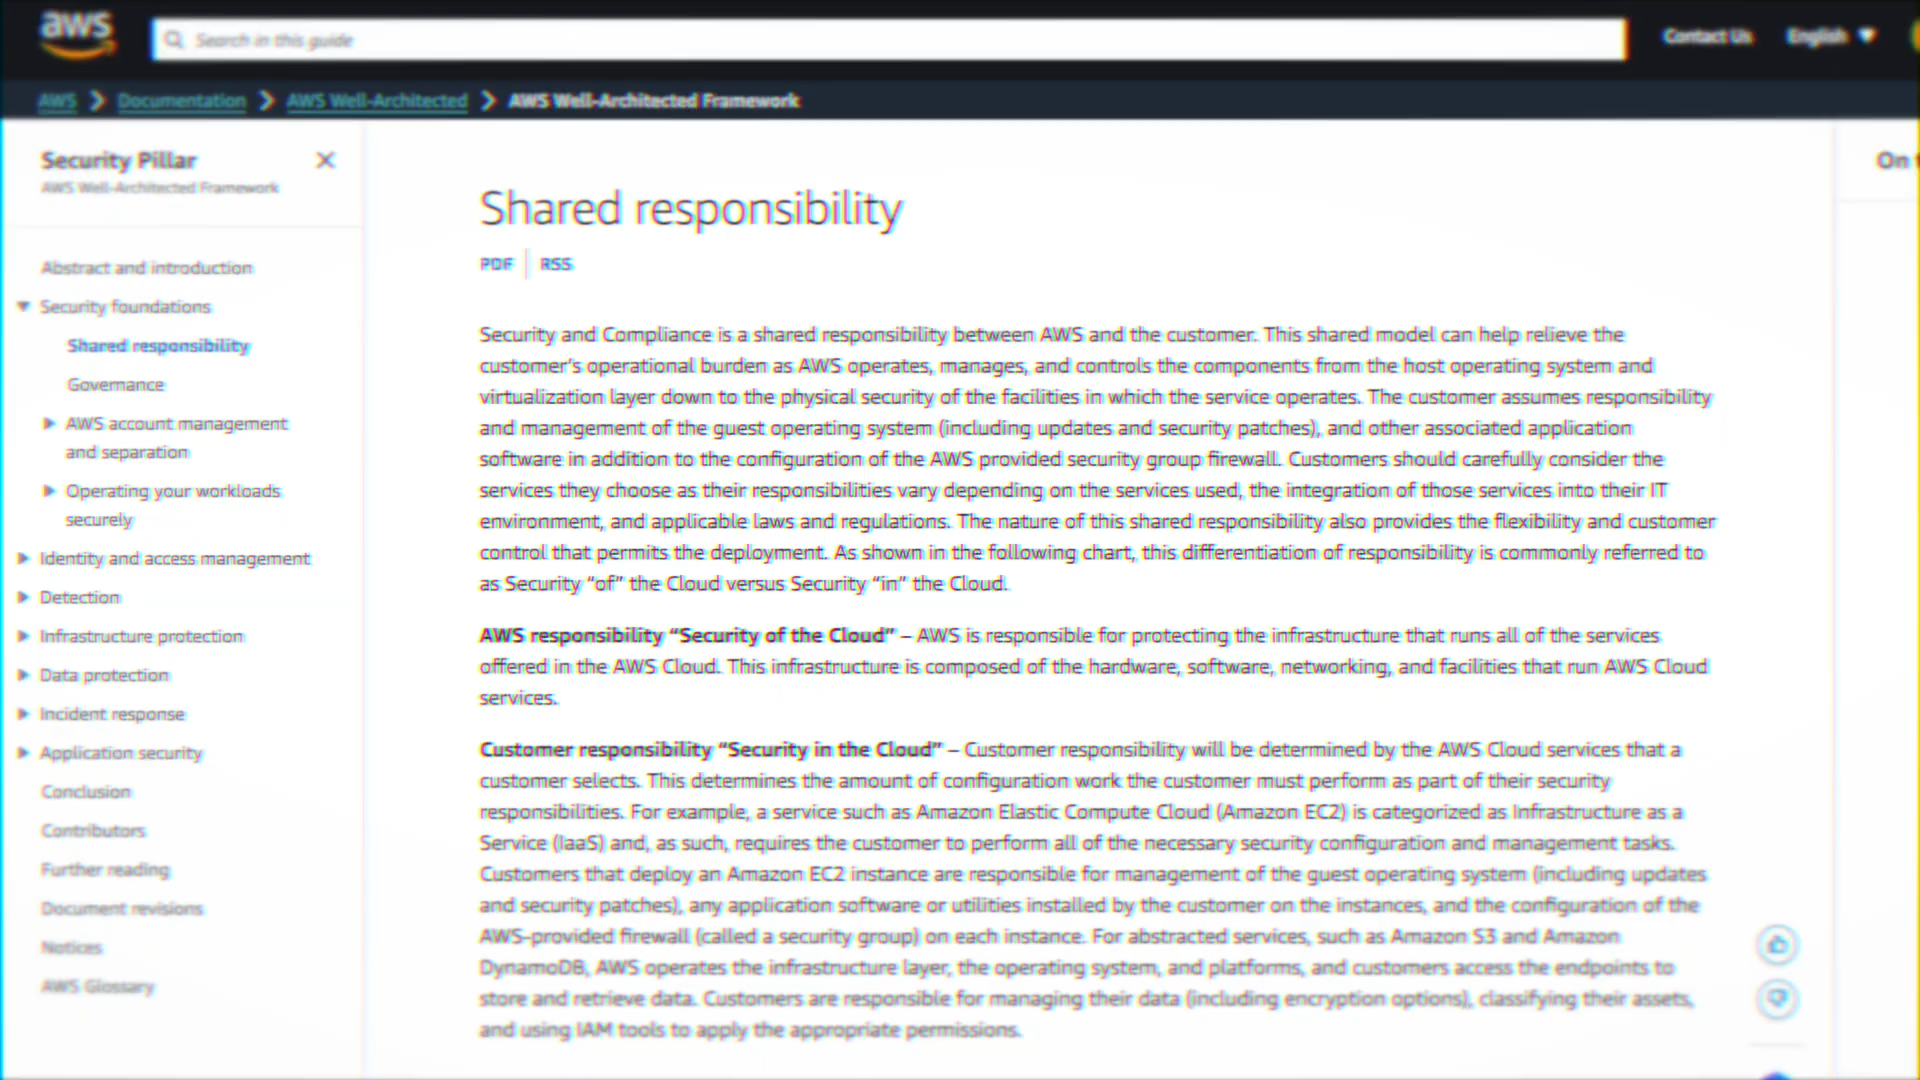 aws
Search in this guide
Contact Us
English
AWS
Documentation
AWS Well-Architected
AWS Well-Architected Framework
Security Pillar
AWS Well-Architected Framework
Abstract and introduction
Security foundations
Shared responsibility
Governance
AWS account management
and separation
Operating your workloads
securely
Identity and access management
Detection
Infrastructure protection
Data protection
Incident response
Application security
Conclusion
Contributors
Further reading
Document revisions
Notices
AWS Glossary
Shared responsibility
PDF
RSS
Security and Compliance is a shared responsibility between AWS and the customer. This shared model can help relieve the
customer’s operational burden as AWS operates, manages, and controls the components from the host operating system and
virtualization layer down to the physical security of the facilities in which the service operates. The customer assumes responsibility
and management of the guest operating system (including updates and security patches), and other associated application
software in addition to the configuration of the AWS provided security group firewall. Customers should carefully consider the
services they choose as their responsibilities vary depending on the services used, the integration of those services into their IT
environment, and applicable laws and regulations. The nature of this shared responsibility also provides the flexibility and customer
control that permits the deployment. As shown in the following chart, this differentiation of responsibility is commonly referred to
as Security “of” the Cloud versus Security “in” the Cloud.
AWS responsibility “Security of the Cloud” – AWS is responsible for protecting the infrastructure that runs all of the services
offered in the AWS Cloud. This infrastructure is composed of the hardware, software, networking, and facilities that run AWS Cloud
services.
Customer responsibility “Security in the Cloud” – Customer responsibility will be determined by the AWS Cloud services that a
customer selects. This determines the amount of configuration work the customer must perform as part of their security
responsibilities. For example, a service such as Amazon Elastic Compute Cloud (Amazon EC2) is categorized as Infrastructure as a
Service (IaaS) and, as such, requires the customer to perform all of the necessary security configuration and management tasks.
Customers that deploy an Amazon EC2 instance are responsible for management of the guest operating system (including updates
and security patches), any application software or utilities installed by the customer on the instances, and the configuration of the
AWS-provided firewall (called a security group) on each instance. For abstracted services, such as Amazon S3 and Amazon
DynamoDB, AWS operates the infrastructure layer, the operating system, and platforms, and customers access the endpoints to
store and retrieve data. Customers are responsible for managing their data (including encryption options), classifying their assets,
and using IAM tools to apply the appropriate permissions.
On